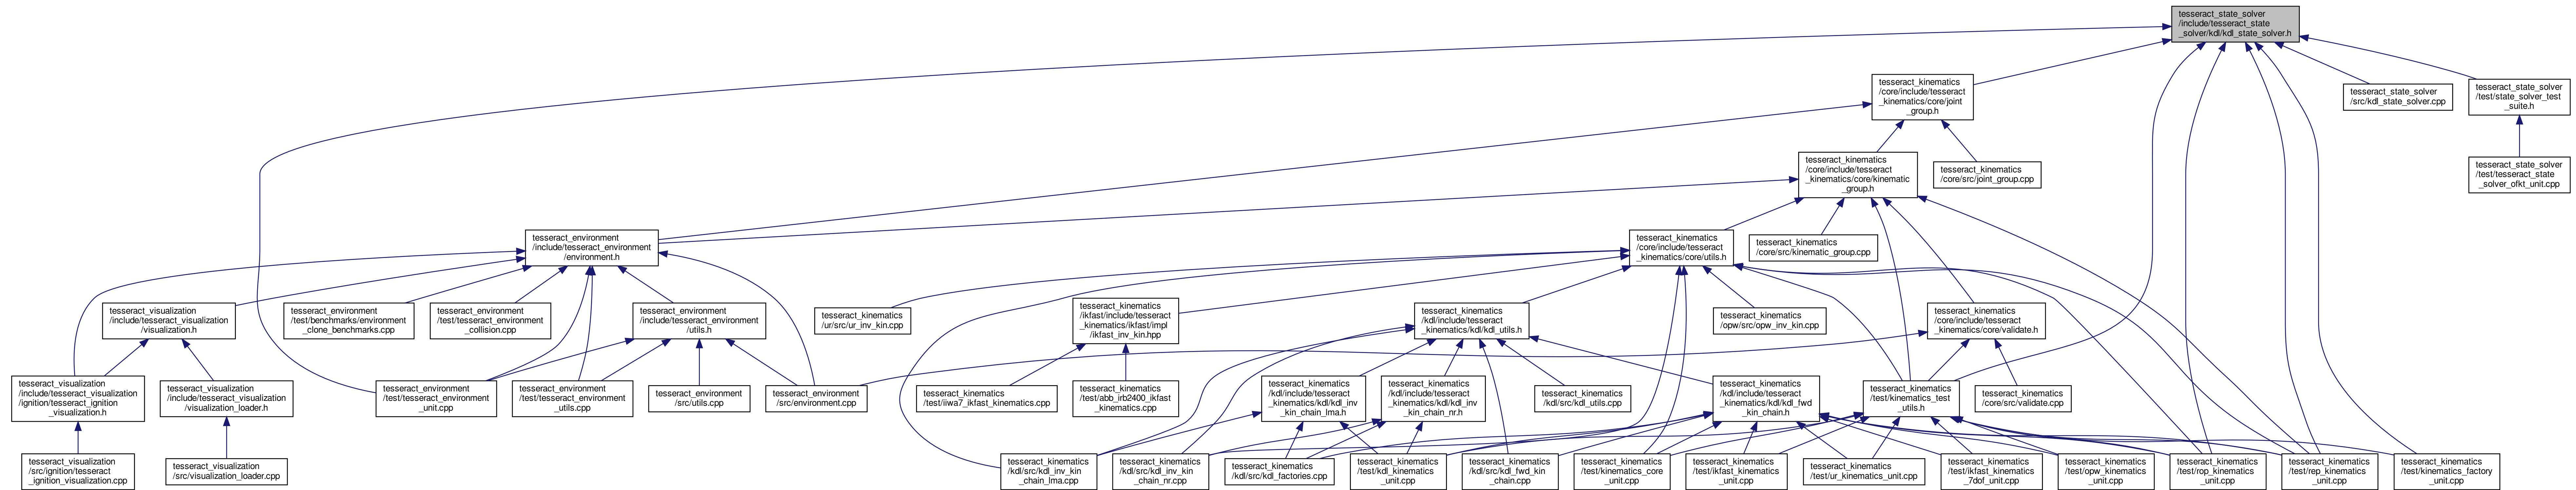 tesseract_state_solver
/include/tesseract_state
_solver/kdl/kdl_state_solver.h
tesseract_kinematics
/core/include/tesseract
_kinematics/core/joint
_group.h
tesseract_state_solver
/src/kdl_state_solver.cpp
tesseract_state_solver
/test/state_solver_test
_suite.h
tesseract_kinematics
/core/include/tesseract
_kinematics/core/kinematic
_group.h
tesseract_kinematics
/core/src/joint_group.cpp
tesseract_state_solver
/test/tesseract_state
_solver_ofkt_unit.cpp
tesseract_environment
/include/tesseract_environment
/environment.h
tesseract_kinematics
/core/include/tesseract
_kinematics/core/utils.h
tesseract_kinematics
/core/src/kinematic_group.cpp
tesseract_visualization
/include/tesseract_visualization
/visualization.h
tesseract_environment
/test/benchmarks/environment
_clone_benchmarks.cpp
tesseract_environment
/test/tesseract_environment
_collision.cpp
tesseract_environment
/include/tesseract_environment
/utils.h
tesseract_kinematics
/ur/src/ur_inv_kin.cpp
tesseract_kinematics
/ikfast/include/tesseract
_kinematics/ikfast/impl
/ikfast_inv_kin.hpp
tesseract_kinematics
/kdl/include/tesseract
_kinematics/kdl/kdl_utils.h
tesseract_kinematics
/opw/src/opw_inv_kin.cpp
tesseract_kinematics
/core/include/tesseract
_kinematics/core/validate.h
tesseract_visualization
/include/tesseract_visualization
/ignition/tesseract_ignition
_visualization.h
tesseract_visualization
/include/tesseract_visualization
/visualization_loader.h
tesseract_environment
/test/tesseract_environment
_unit.cpp
tesseract_environment
/test/tesseract_environment
_utils.cpp
tesseract_environment
/src/utils.cpp
tesseract_environment
/src/environment.cpp
tesseract_kinematics
/test/iiwa7_ikfast_kinematics.cpp
tesseract_kinematics
/test/abb_irb2400_ikfast
_kinematics.cpp
tesseract_kinematics
/kdl/include/tesseract
_kinematics/kdl/kdl_inv
_kin_chain_lma.h
tesseract_kinematics
/kdl/include/tesseract
_kinematics/kdl/kdl_inv
_kin_chain_nr.h
tesseract_kinematics
/kdl/src/kdl_utils.cpp
tesseract_kinematics
/kdl/include/tesseract
_kinematics/kdl/kdl_fwd
_kin_chain.h
tesseract_kinematics
/test/kinematics_test
_utils.h
tesseract_kinematics
/core/src/validate.cpp
tesseract_visualization
/src/ignition/tesseract
_ignition_visualization.cpp
tesseract_visualization
/src/visualization_loader.cpp
tesseract_kinematics
/kdl/src/kdl_inv_kin
_chain_lma.cpp
tesseract_kinematics
/kdl/src/kdl_inv_kin
_chain_nr.cpp
tesseract_kinematics
/kdl/src/kdl_factories.cpp
tesseract_kinematics
/test/kdl_kinematics
_unit.cpp
tesseract_kinematics
/kdl/src/kdl_fwd_kin
_chain.cpp
tesseract_kinematics
/test/kinematics_core
_unit.cpp
tesseract_kinematics
/test/ikfast_kinematics
_unit.cpp
tesseract_kinematics
/test/ur_kinematics_unit.cpp
tesseract_kinematics
/test/ikfast_kinematics
_7dof_unit.cpp
tesseract_kinematics
/test/opw_kinematics
_unit.cpp
tesseract_kinematics
/test/rop_kinematics
_unit.cpp
tesseract_kinematics
/test/rep_kinematics
_unit.cpp
tesseract_kinematics
/test/kinematics_factory
_unit.cpp